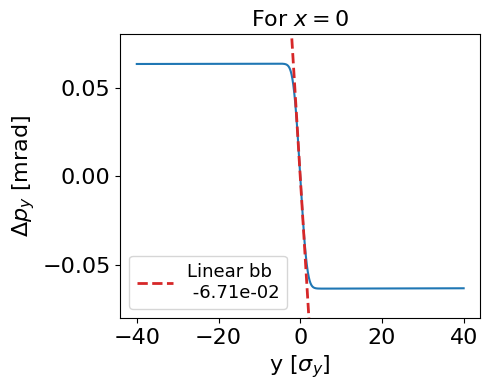 For x = 0
Δp_y [mrad]
0.05
0.00
−0.05
Linear bb
-6.71e-02
−40
−20
0
20
40
y [σ_y]